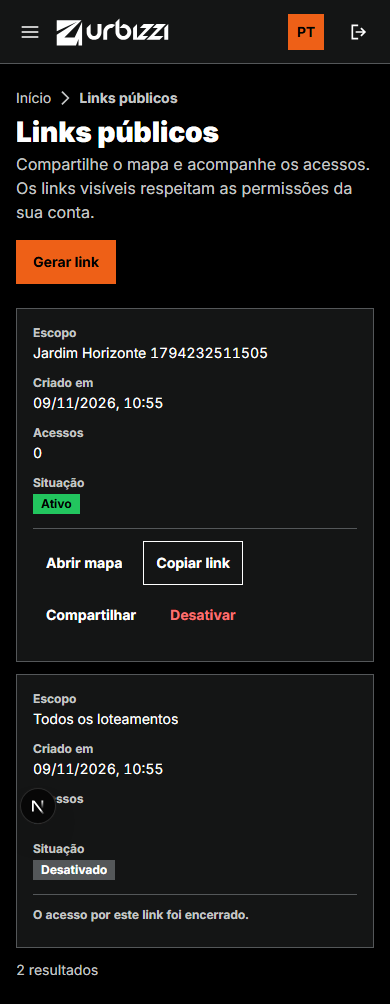 urbizzi
PT
Início > Links públicos
Links públicos
Compartilhe o mapa e acompanhe os acessos.
Os links visíveis respeitam as permissões da
sua conta.
Gerar link
Escopo
Jardim Horizonte 1794232511505
Criado em
09/11/2026, 10:55
Acessos
0
Situação
Ativo
Abrir mapa
Copiar link
Compartilhar
Desativar
Escopo
Todos os loteamentos
Criado em
09/11/2026, 10:55
N
Situação
Desativado
O acesso por este link foi encerrado.
2 resultados